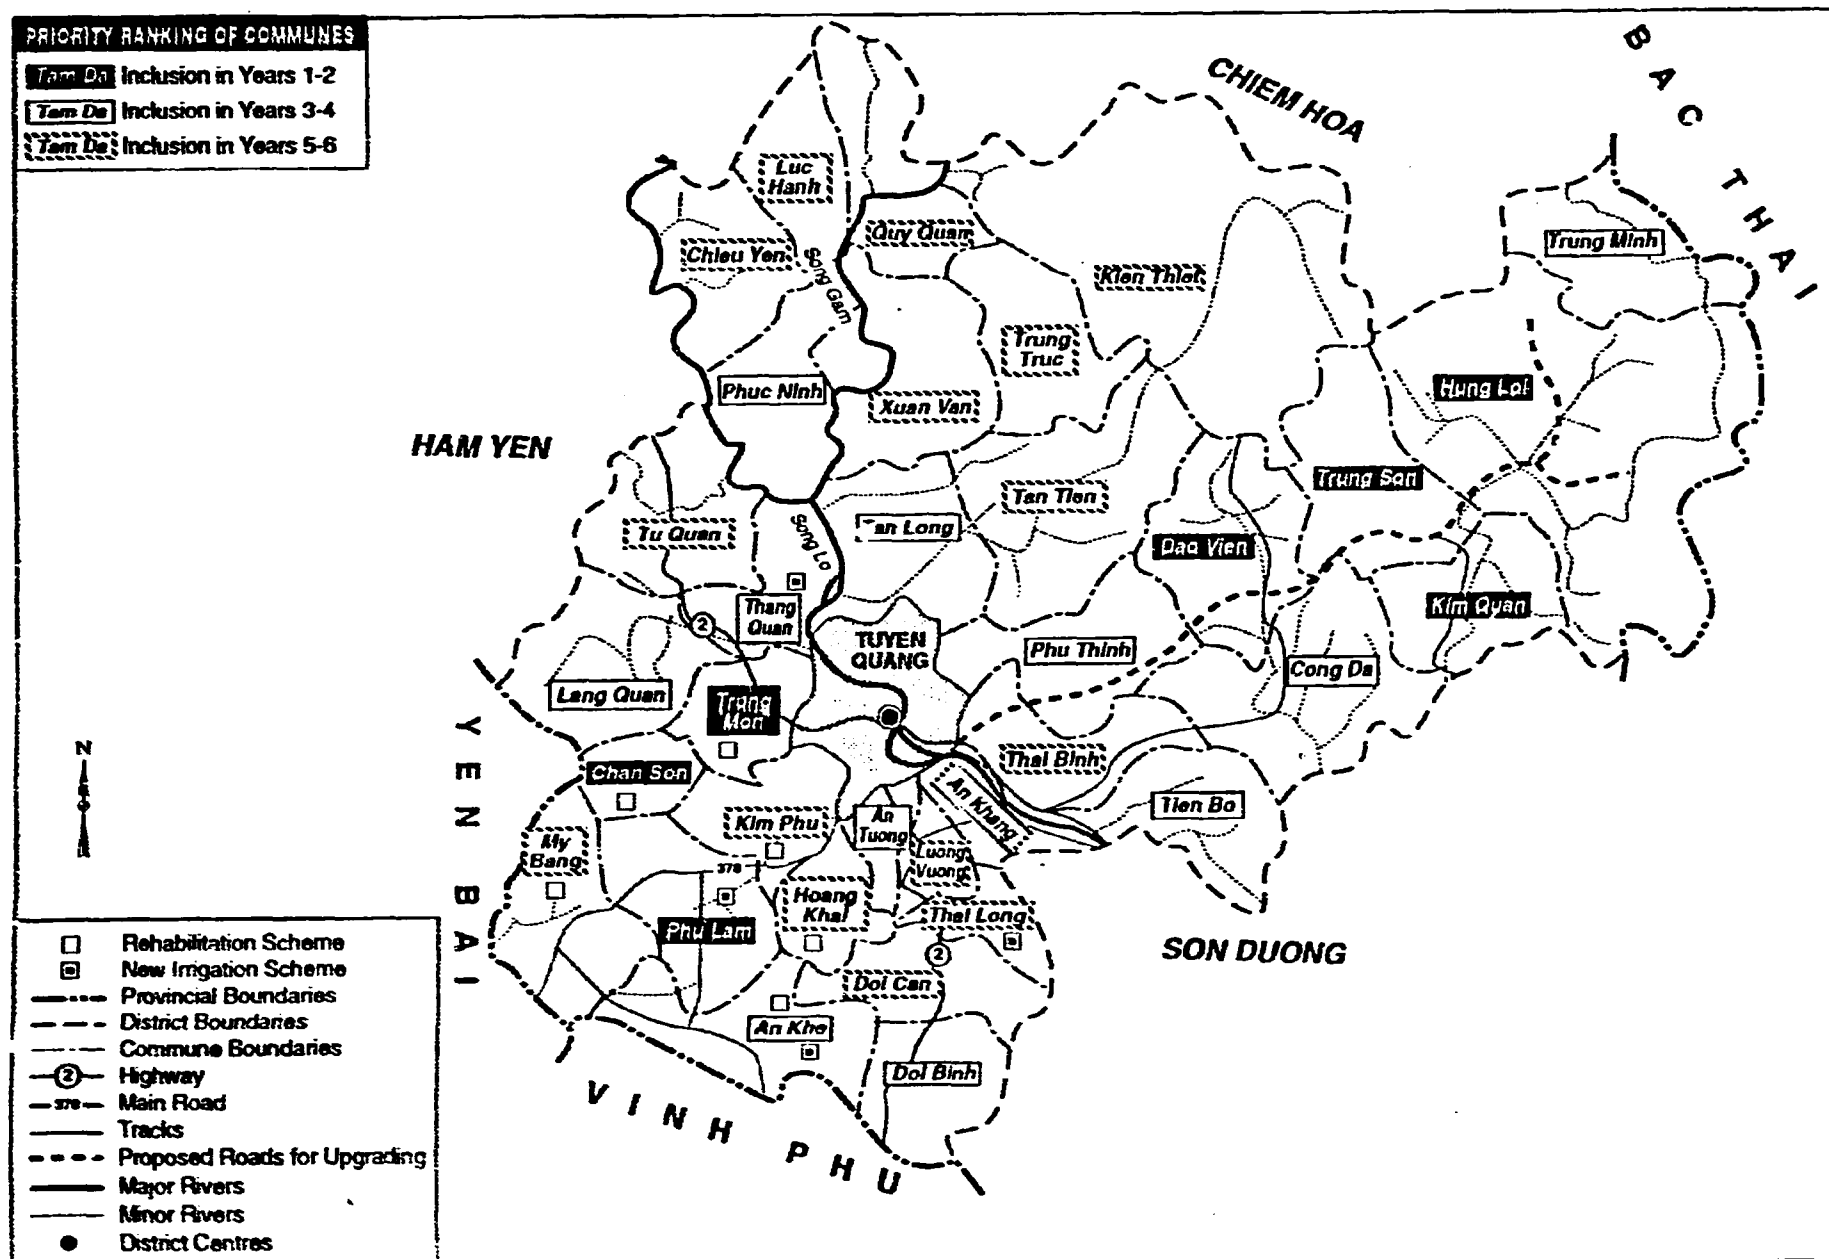 PRIORITY RANKING OF COMMUNES
Tam Da Inclusion in Years 1-2
Tam Da Inclusion in Years 3-4
Tam Da Inclusion in Years 5-6
CHIEM HOA
BAC THAI
Luc
Hanh
Quy Quan
Trung Minh
Chieu Yen
Song Gam
Kien Thiet
Trung
Truc
Phuc Ninh
Xuan Van
Hung Loi
HAM YEN
Trung Son
Tan Tien
Tu Quan
Song Lo
an Long
Dao Vien
Thang
Quan
Kim Quan
2
TUYEN
QUANG
Phu Thinh
Cong Da
Lang Quan
Trung
Mon
YEN BAI
N
Chan Son
Thai Binh
An Khang
Tien Bo
Kim Phu
An
Tuong
My
Bang
Luong
Vuong
378
Hoang
Khai
Thai Long
Phu Lam
SON DUONG
2
Doi Can
An Khe
Doi Binh
VINH PHU
Rehabilitation Scheme
New Irrigation Scheme
Provincial Boundaries
District Boundaries
Commune Boundaries
2 Highway
378 Main Road
Tracks
Proposed Roads for Upgrading
Major Rivers
Minor Rivers
District Centres